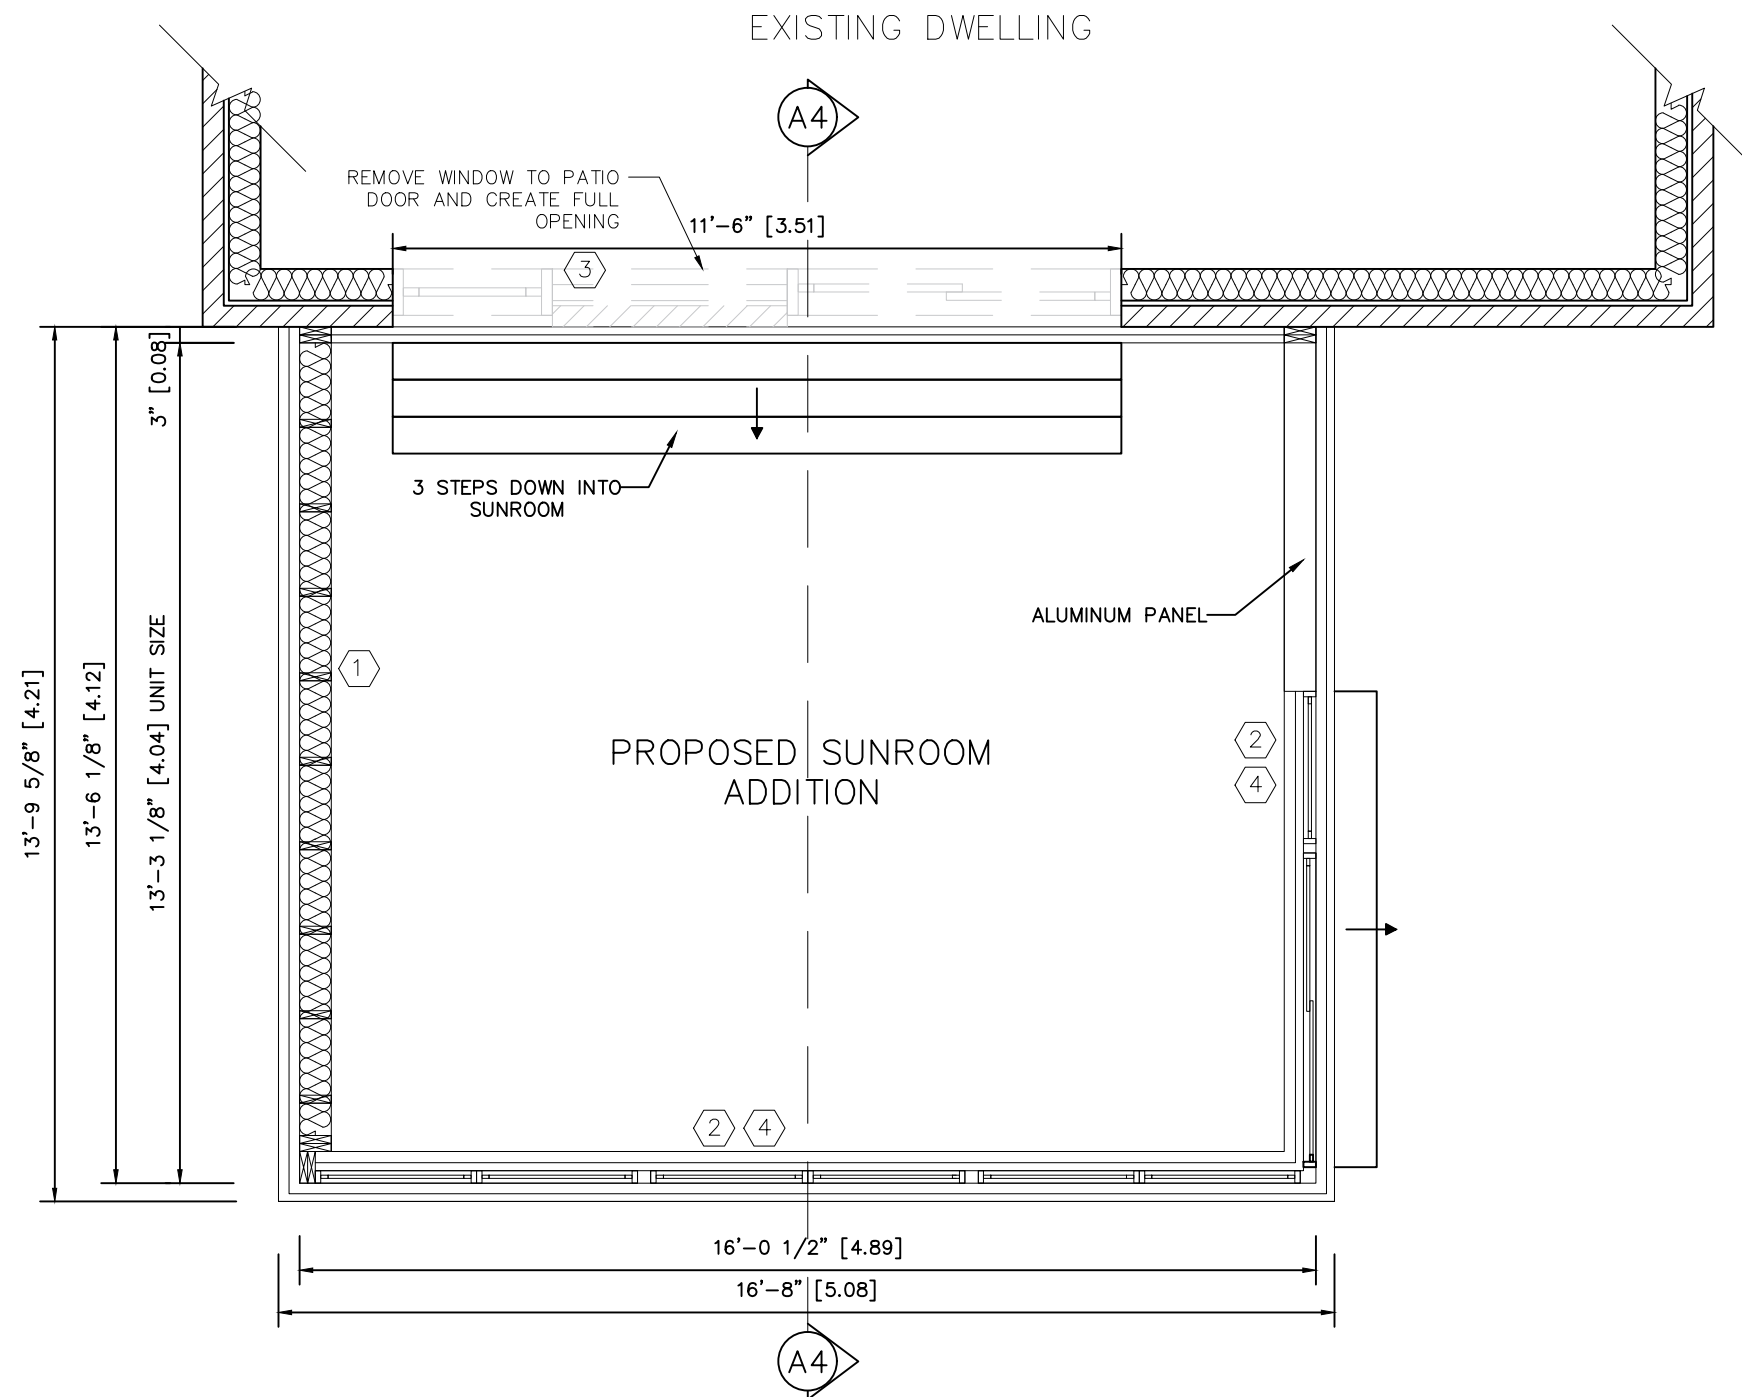 EXISTING DWELLING
A4
REMOVE WINDOW TO PATIO
DOOR AND CREATE FULL
OPENING
11'-6" [3.51]
3
3" [0.08]
3 STEPS DOWN INTO
SUNROOM
ALUMINUM PANEL
1
13'-9 5/8" [4.21]
13'-6 1/8" [4.12]
13'-3 1/8" [4.04] UNIT SIZE
PROPOSED SUNROOM
ADDITION
2
4
2 4
16'-0 1/2" [4.89]
16'-8" [5.08]
A4